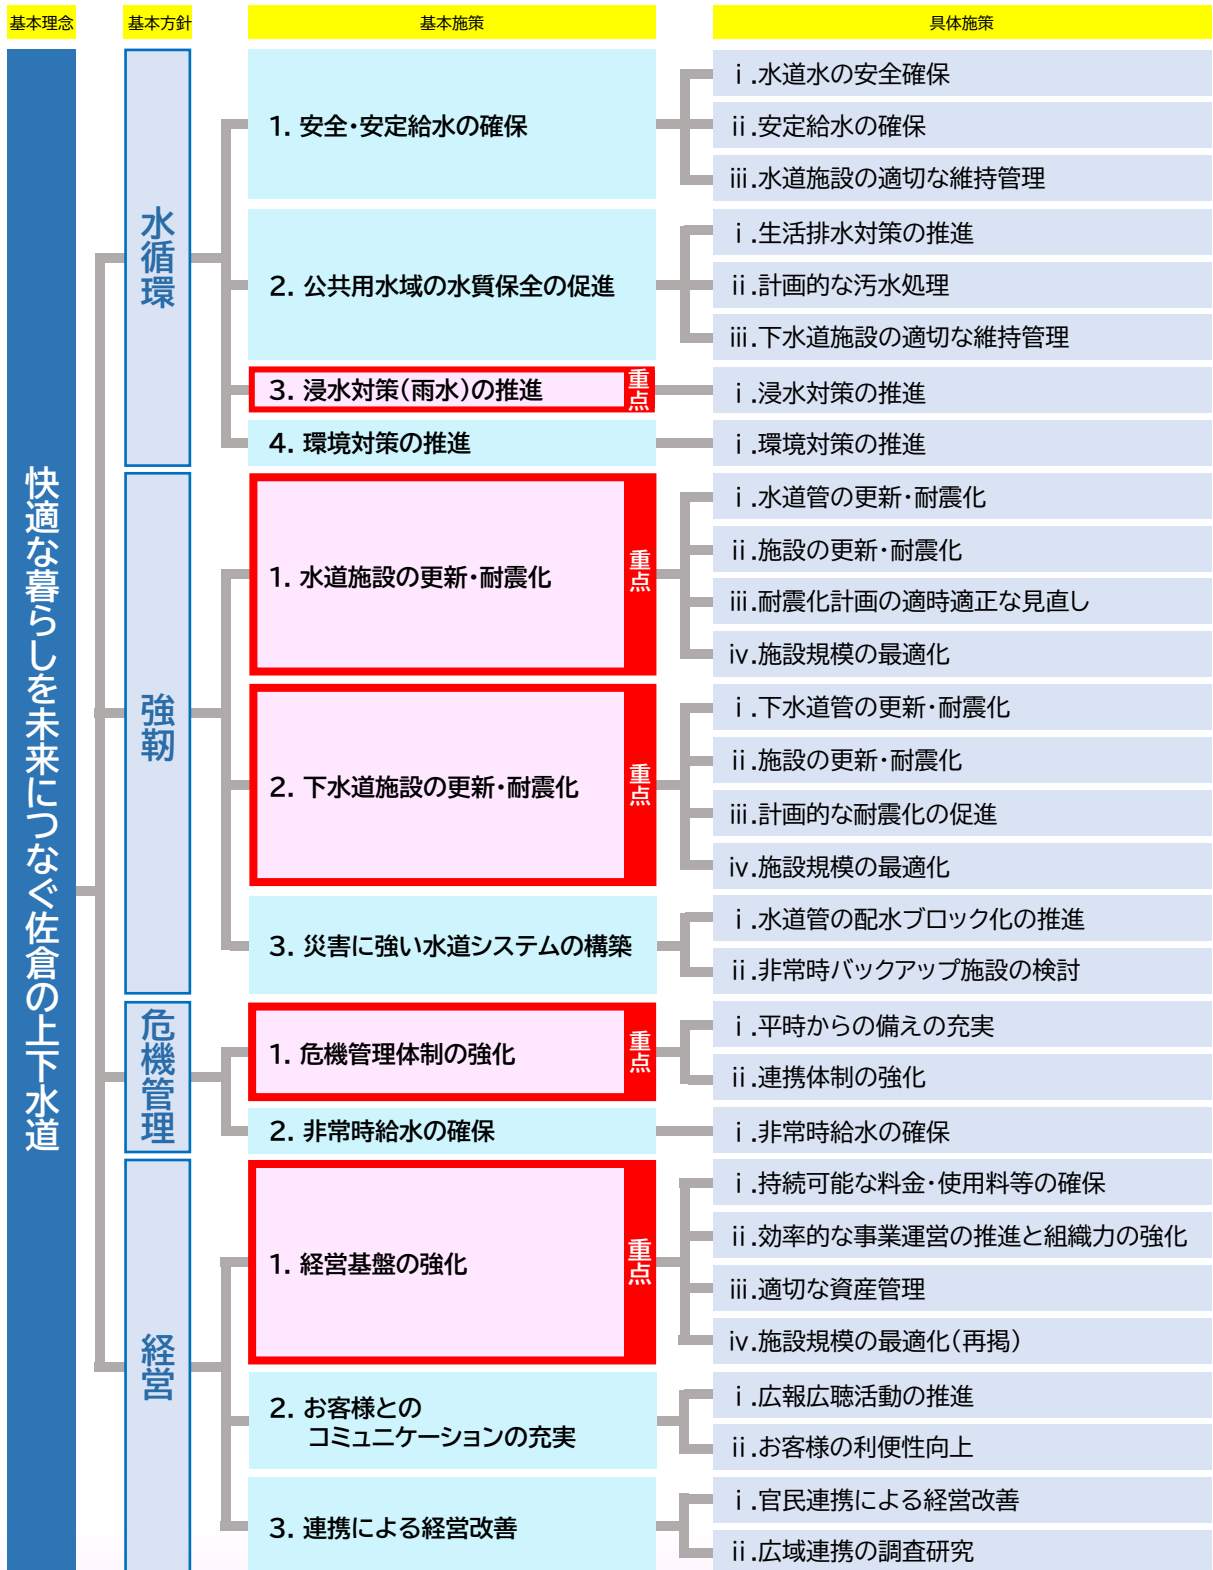 基本理念
基本方針
基本施策
具体施策
快適な暮らしを未来につなぐ佐倉の上下水道
水循環
1. 安全・安定給水の確保
ⅰ.水道水の安全確保
ⅱ.安定給水の確保
ⅲ.水道施設の適切な維持管理
2. 公共用水域の水質保全の促進
ⅰ.生活排水対策の推進
ⅱ.計画的な汚水処理
ⅲ.下水道施設の適切な維持管理
3. 浸水対策(雨水)の推進
重点
ⅰ.浸水対策の推進
4. 環境対策の推進
ⅰ.環境対策の推進
強靭
1. 水道施設の更新・耐震化
重点
ⅰ.水道管の更新・耐震化
ⅱ.施設の更新・耐震化
ⅲ.耐震化計画の適時適正な見直し
ⅳ.施設規模の最適化
2. 下水道施設の更新・耐震化
重点
ⅰ.下水道管の更新・耐震化
ⅱ.施設の更新・耐震化
ⅲ.計画的な耐震化の促進
ⅳ.施設規模の最適化
3. 災害に強い水道システムの構築
ⅰ.水道管の配水ブロック化の推進
ⅱ.非常時バックアップ施設の検討
危機管理
1. 危機管理体制の強化
重点
ⅰ.平時からの備えの充実
ⅱ.連携体制の強化
2. 非常時給水の確保
ⅰ.非常時給水の確保
経営
1. 経営基盤の強化
重点
ⅰ.持続可能な料金・使用料等の確保
ⅱ.効率的な事業運営の推進と組織力の強化
ⅲ.適切な資産管理
ⅳ.施設規模の最適化(再掲)
2. お客様との
コミュニケーションの充実
ⅰ.広報広聴活動の推進
ⅱ.お客様の利便性向上
3. 連携による経営改善
ⅰ.官民連携による経営改善
ⅱ.広域連携の調査研究